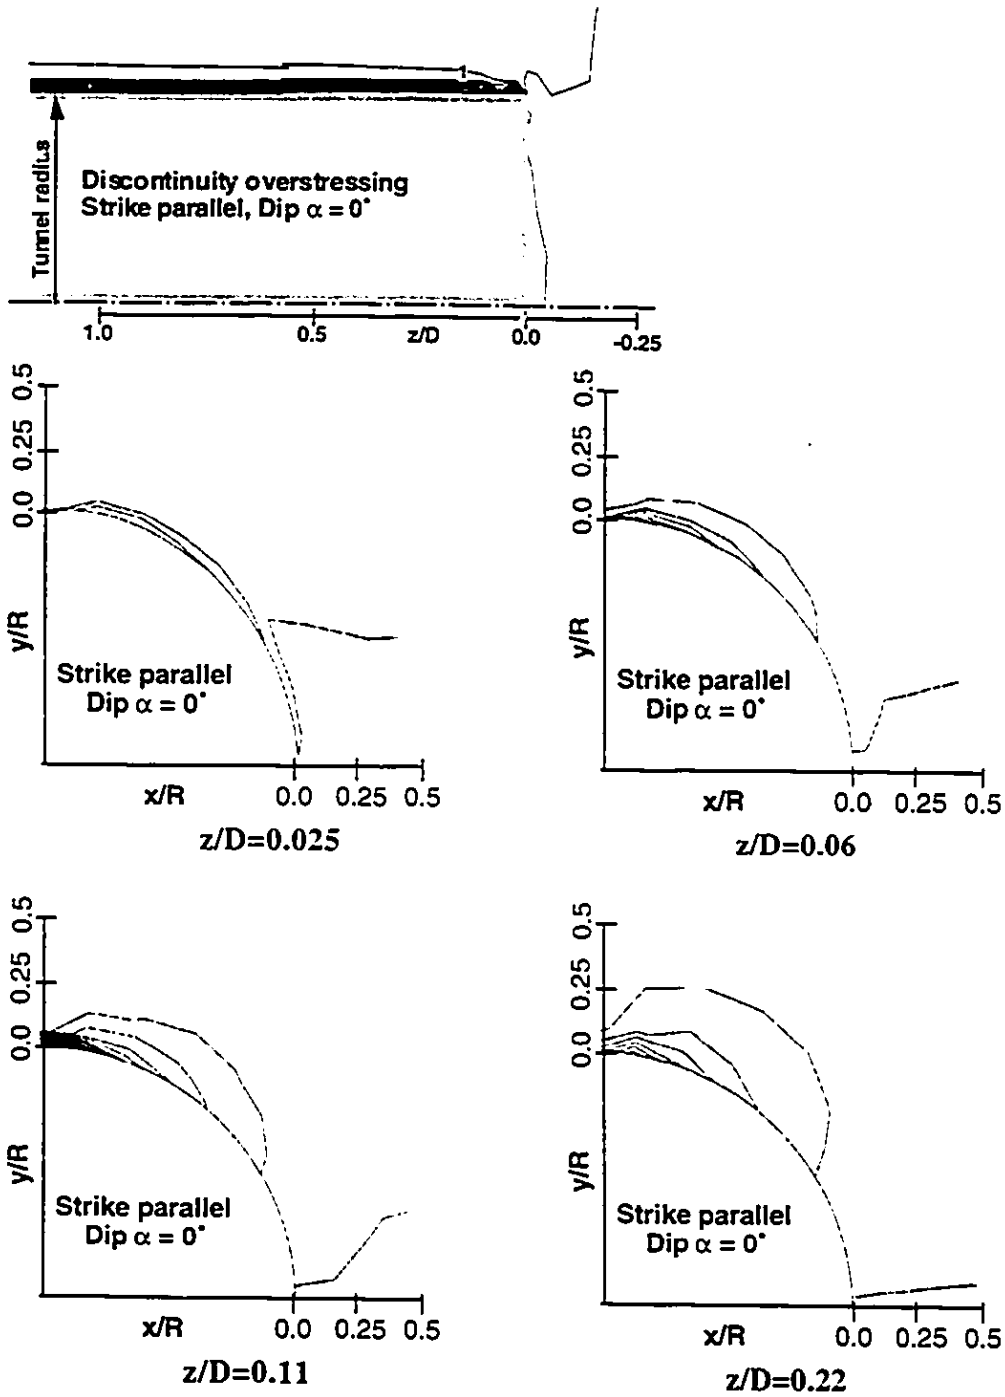 Tunnel radius
Discontinuity overstressing
Strike parallel, Dip α = 0°
1.0 0.5 z/D 0.0 -0.25
0.5
0.25
0.0
y/R
Strike parallel
Dip α = 0°
x/R 0.0 0.25 0.5
z/D=0.025
0.5
0.25
0.0
y/R
Strike parallel
Dip α = 0°
x/R 0.0 0.25 0.5
z/D=0.06
0.5
0.25
0.0
y/R
Strike parallel
Dip α = 0°
x/R 0.0 0.25 0.5
z/D=0.11
0.5
0.25
0.0
y/R
Strike parallel
Dip α = 0°
x/R 0.0 0.25 0.5
z/D=0.22